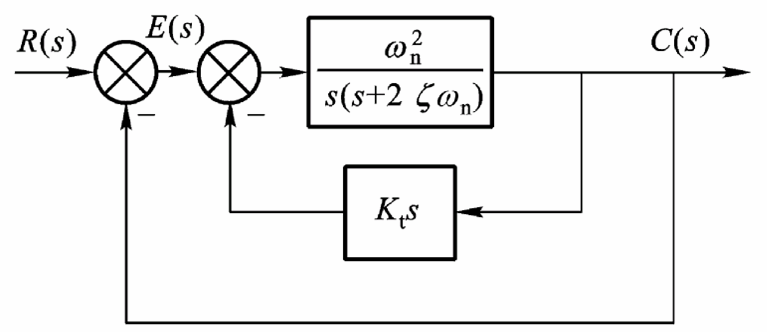 R(s)
E(s)
ω_n^2
C(s)
s(s+2 ζω_n)
−
−
K_t s